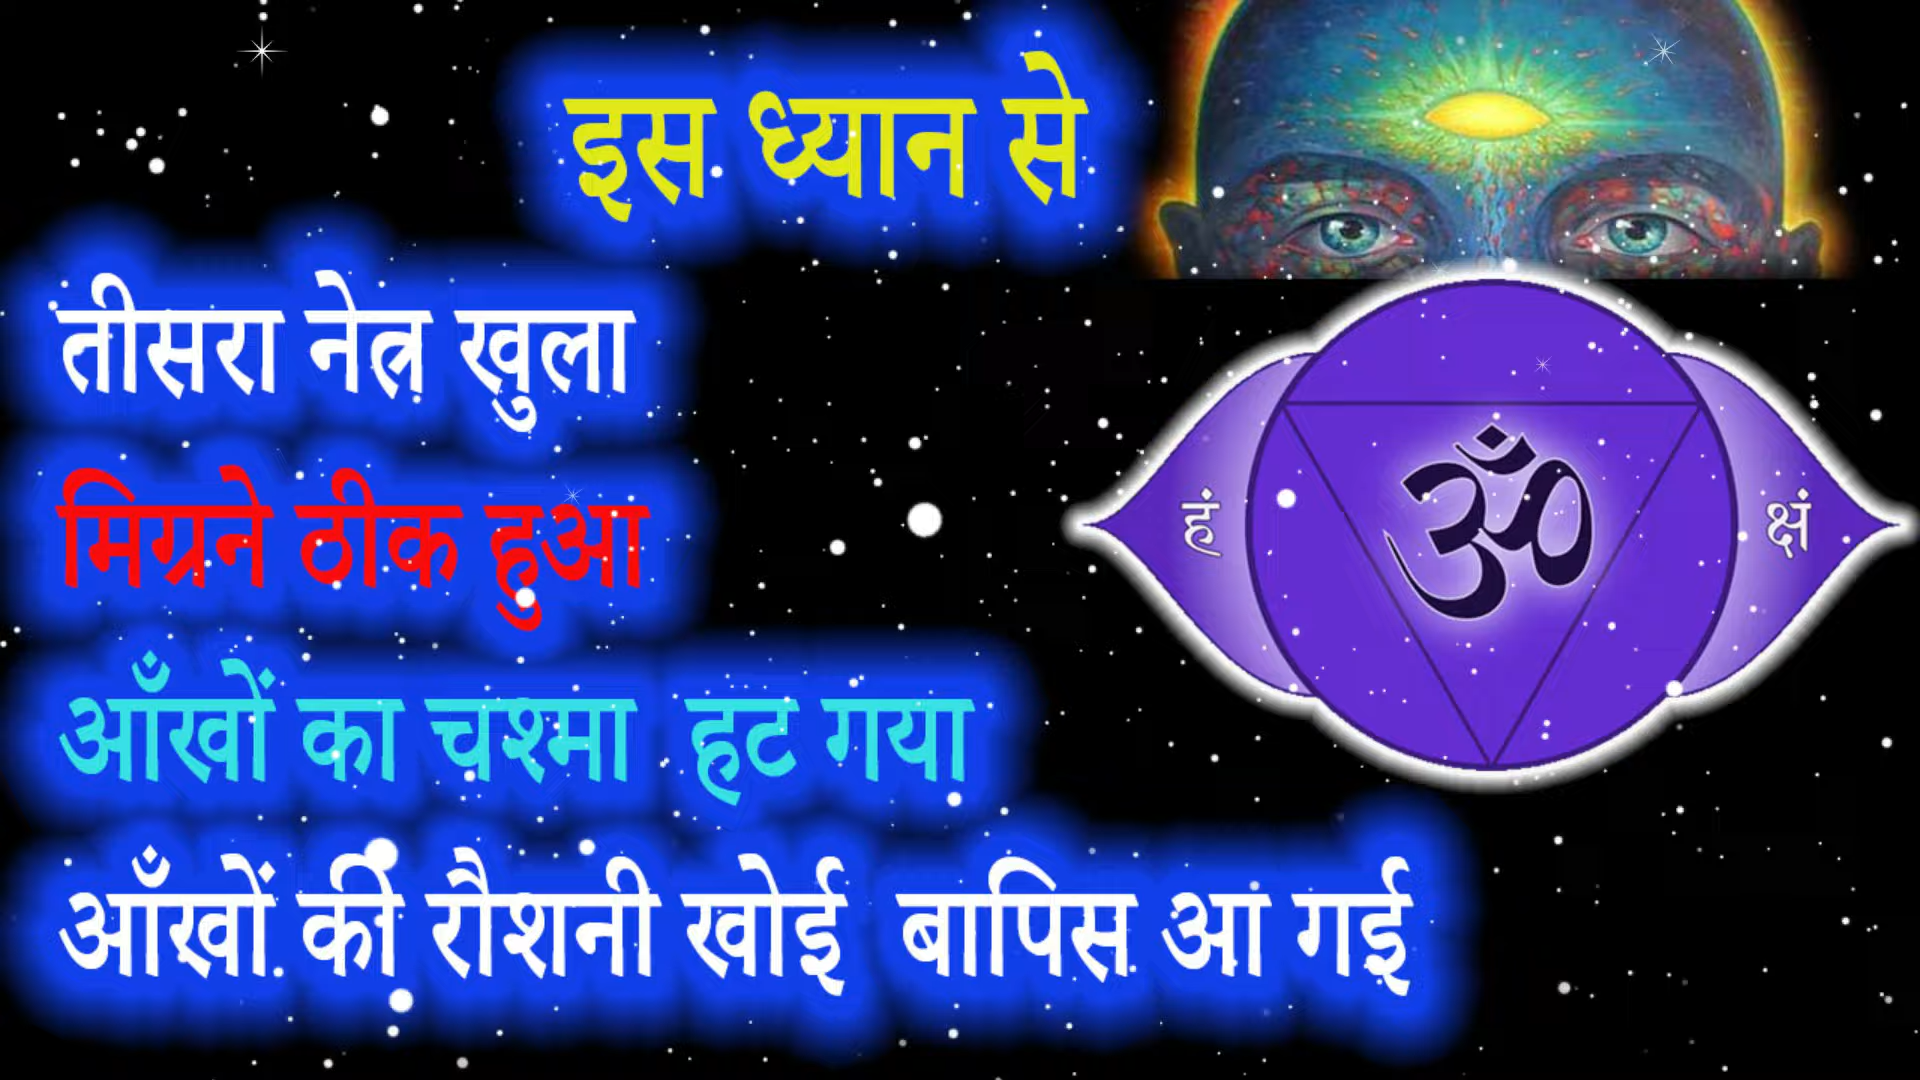 इस ध्यान से
तीसरा नेत्र खुला
मिग्रने ठीक हुआ
आँखों का चश्मा हट गया
आँखों की रौशनी खोई बापिस आ गई
हं
ॐ
क्षं